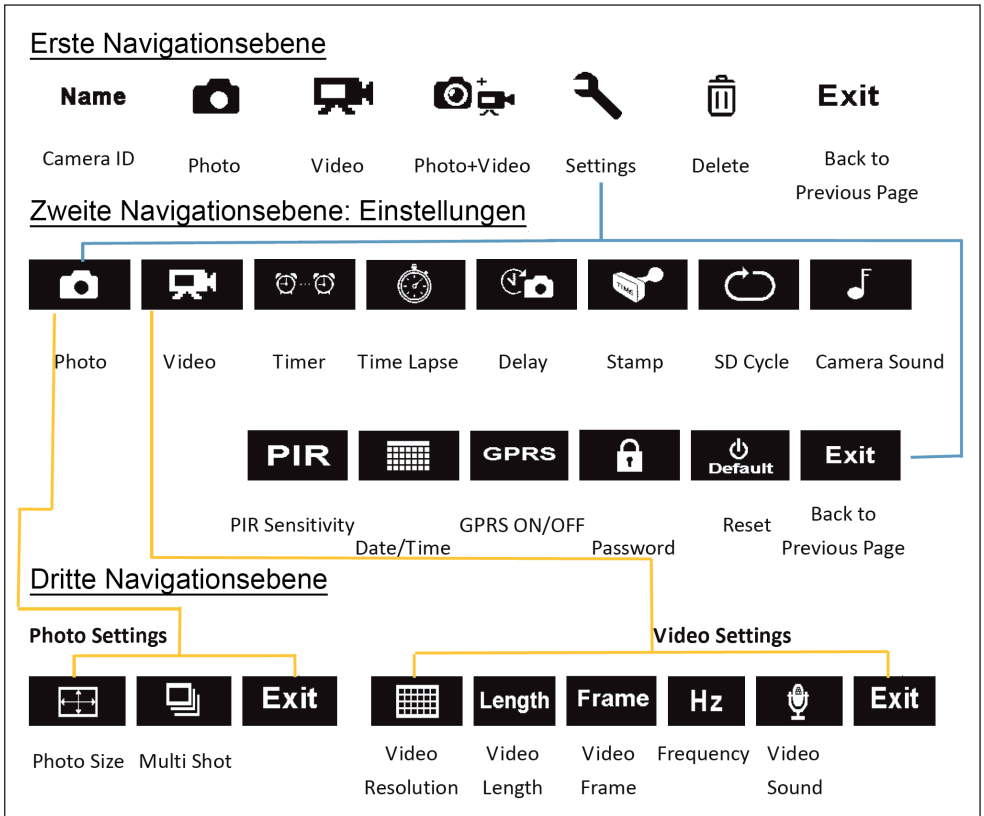 Erste Navigationsebene
Name Exit
Camera ID Photo Video Photo+Video Settings Delete Back to
Previous Page
Zweite Navigationsebene: Einstellungen
TIME
Photo Video Timer Time Lapse Delay Stamp SD Cycle Camera Sound
PIR GPRS Default Exit
PIR Sensitivity GPRS ON/OFF Reset Back to
Date/Time Password Previous Page
Dritte Navigationsebene
Photo Settings Video Settings
Exit Length Frame Hz Exit
Photo Size Multi Shot Video Video Video Frequency Video
Resolution Length Frame Sound